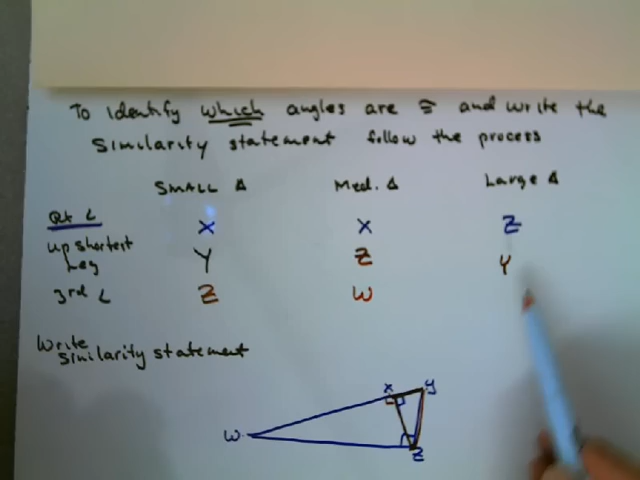 To identify which angles are ≅ and write the
similarity statement follow the process
SMALL Δ Med. Δ Large Δ
Rt ∠ X X Z
up shortest
leg Y Z Y
3rd ∠ Z W
Write
similarity statement
X Y
W
Z